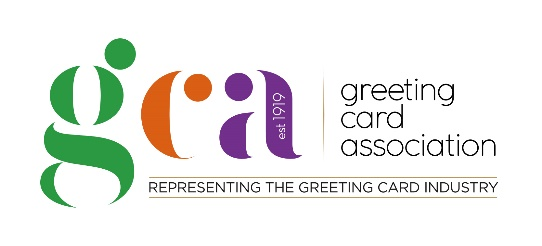 gca
est 1919
greeting
card
association
REPRESENTING THE GREETING CARD INDUSTRY